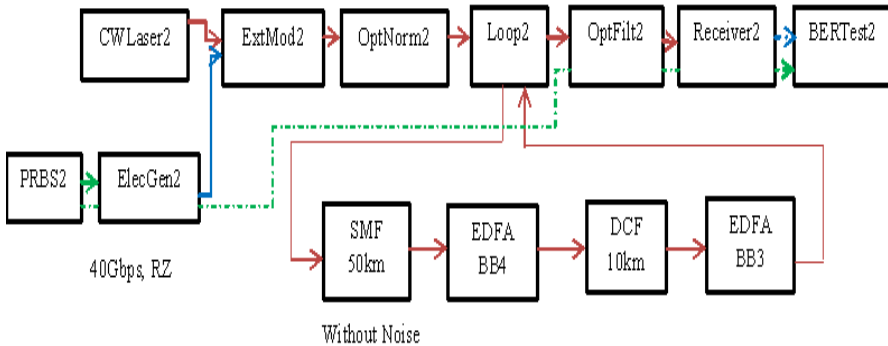 CWLaser2
ExtMod2
OptNorm2
Loop2
OptFilt2
Receiver2
BERTest2
PRBS2
ElecGen2
40Gbps, RZ
SMF
50km
EDFA
BB4
DCF
10km
EDFA
BB3
Without Noise